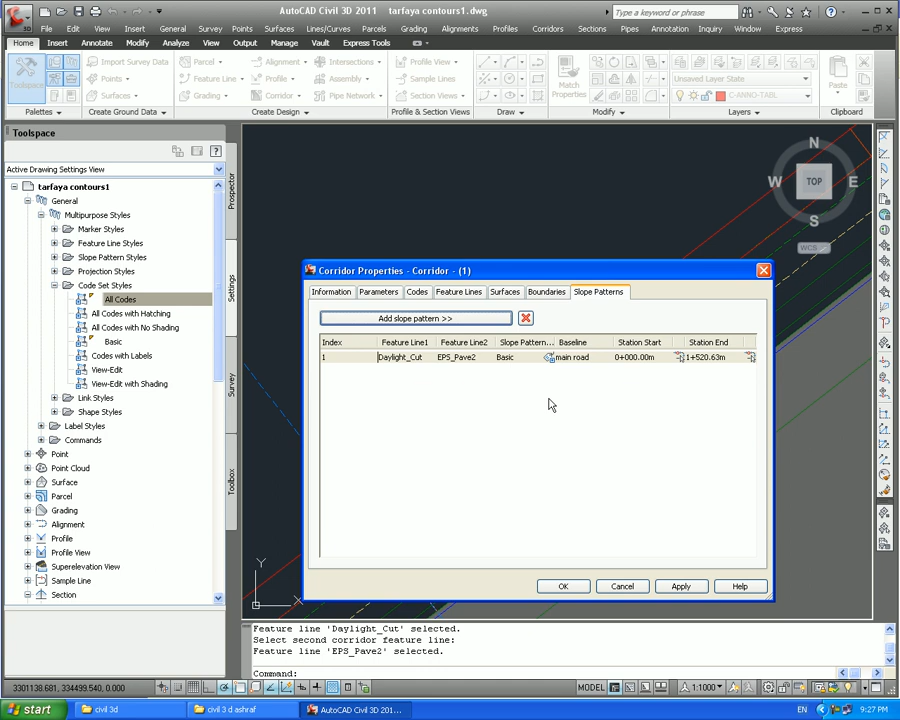 AutoCAD Civil 3D 2011 tarfaya contours1.dwg
Type a keyword or phrase
File Edit View Insert General Survey Points Surfaces Lines/Curves Parcels Grading Alignments Profiles Corridors Sections Pipes Annotation Inquiry Window Express
Home Insert Annotate Modify Analyze View Output Manage Vault Express Tools
Toolspace
Import Survey Data
Points
Surfaces
Parcel
Feature Line
Grading
Alignment
Profile
Corridor
Intersections
Assembly
Pipe Network
Profile View
Sample Lines
Section Views
Match
Properties
Unsaved Layer State
C-ANNO-TABL
Paste
Palettes Create Ground Data Create Design Profile & Section Views Draw Modify Layers Clipboard
Toolspace
Active Drawing Settings View
tarfaya contours1
General
Multipurpose Styles
Marker Styles
Feature Line Styles
Slope Pattern Styles
Projection Styles
Code Set Styles
All Codes
All Codes with Hatching
All Codes with No Shading
Basic
Codes with Labels
View-Edit
View-Edit with Shading
Link Styles
Shape Styles
Label Styles
Commands
Point
Point Cloud
Surface
Parcel
Grading
Alignment
Profile
Profile View
Superelevation View
Sample Line
Section
Prospector
Settings
Survey
Toolbox
N
W TOP E
S
WCS
Corridor Properties - Corridor - (1)
Information Parameters Codes Feature Lines Surfaces Boundaries Slope Patterns
Add slope pattern >>
Index Feature Line1 Feature Line2 Slope Pattern... Baseline Station Start Station End
1 Daylight_Cut EPS_Pave2 Basic main road 0+000.00m 1+520.63m
OK Cancel Apply Help
Y
X
Feature line 'Daylight_Cut' selected.
Select second corridor feature line:
Feature line 'EPS_Pave2' selected.
Command:
3301138.681, 334499.540, 0.000
MODEL
1:1000
start civil 3d civil 3 d ashraf AutoCAD Civil 3D 201... EN 9:27 PM